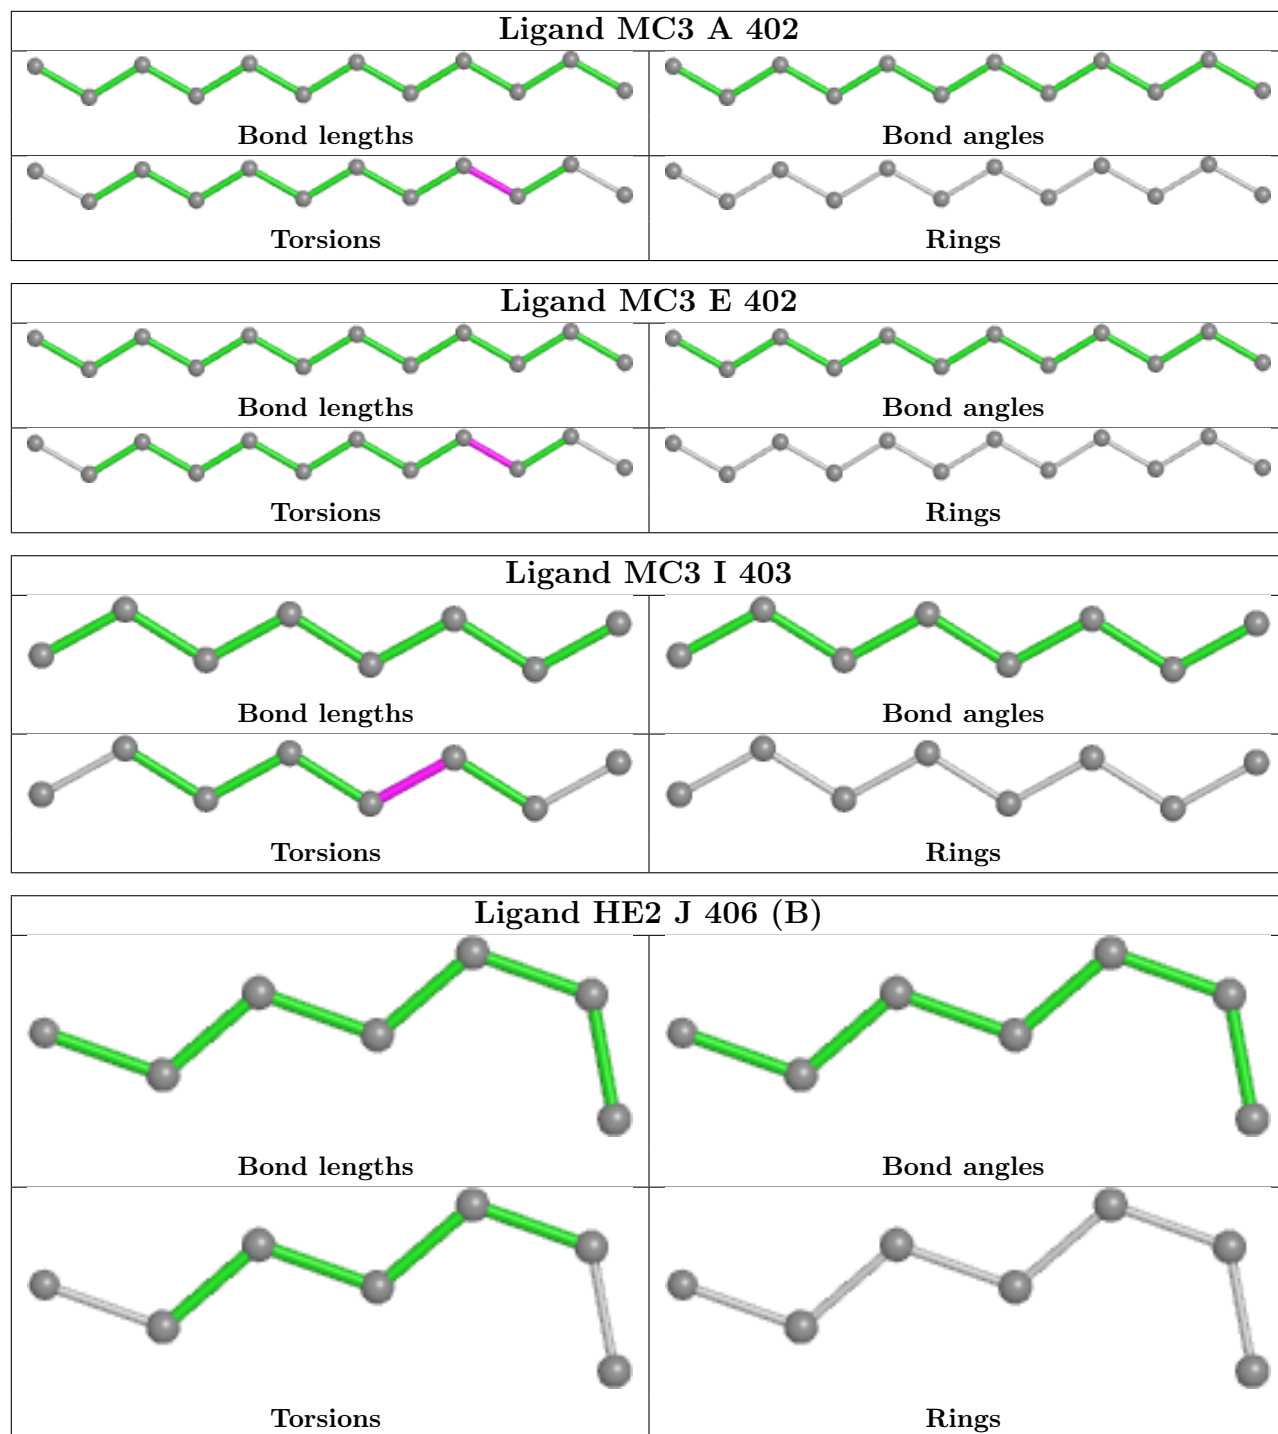 Ligand MC3 A 402
Bond lengths
Bond angles
Torsions
Rings
Ligand MC3 E 402
Bond lengths
Bond angles
Torsions
Rings
Ligand MC3 I 403
Bond lengths
Bond angles
Torsions
Rings
Ligand HE2 J 406 (B)
Bond lengths
Bond angles
Torsions
Rings